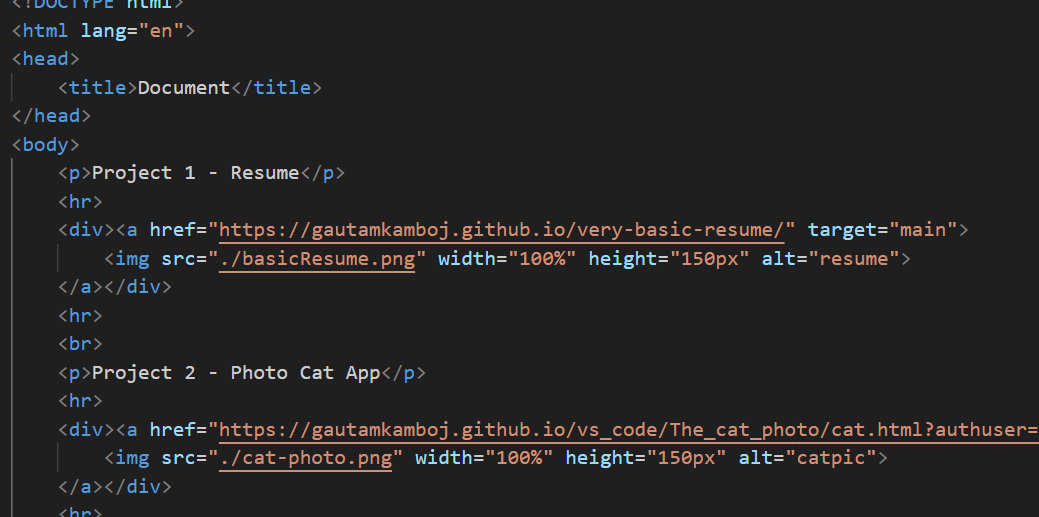 <!DOCTYPE html>
<html lang="en">
<head>
    <title>Document</title>
</head>
<body>
    <p>Project 1 - Resume</p>
    <hr>
    <div><a href="https://gautamkamboj.github.io/very-basic-resume/" target="main">
        <img src="./basicResume.png" width="100%" height="150px" alt="resume">
    </a></div>
    <hr>
    <br>
    <p>Project 2 - Photo Cat App</p>
    <hr>
    <div><a href="https://gautamkamboj.github.io/vs_code/The_cat_photo/cat.html?authuser=
        <img src="./cat-photo.png" width="100%" height="150px" alt="catpic">
    </a></div>
    <hr>